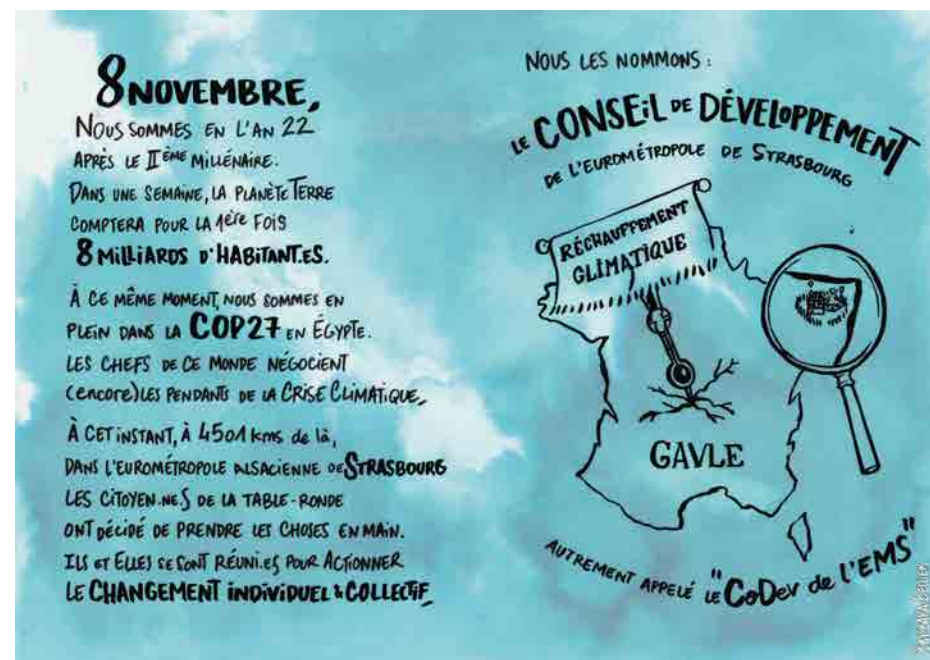 8 NOVEMBRE,
NOUS SOMMES EN L'AN 22
APRÈS LE IIÈME MILLÉNAIRE.
DANS UNE SEMAINE, LA PLANÈTE TERRE
COMPTERA POUR LA 1ère FOIS
8 MILLIARDS D'HABITANT.ES.
À CE MÊME MOMENT, NOUS SOMMES EN
PLEIN DANS LA COP27 EN ÉGYPTE.
LES CHEFS DE CE MONDE NÉGOCIENT
(encore) LES PENDANTS DE LA CRISE CLIMATIQUE,
À CET INSTANT, À 4501 kms de là,
DANS L'EUROMÉTROPOLE ALSACIENNE DE STRASBOURG
LES CITOYEN.NE.S DE LA TABLE-RONDE
ONT DÉCIDÉ DE PRENDRE LES CHOSES EN MAIN.
ILS ET ELLES SE SONT RÉUNI.ES POUR ACTIONNER
LE CHANGEMENT INDIVIDUEL & COLLECTIF,
NOUS LES NOMMONS :
LE CONSEIL DE DÉVELOPPEMENT
DE L'EUROMÉTROPOLE DE STRASBOURG
RÉCHAUFFEMENT
CLIMATIQUE
GAVLE
AUTREMENT APPELÉ LE "CoDev de L'EMS"